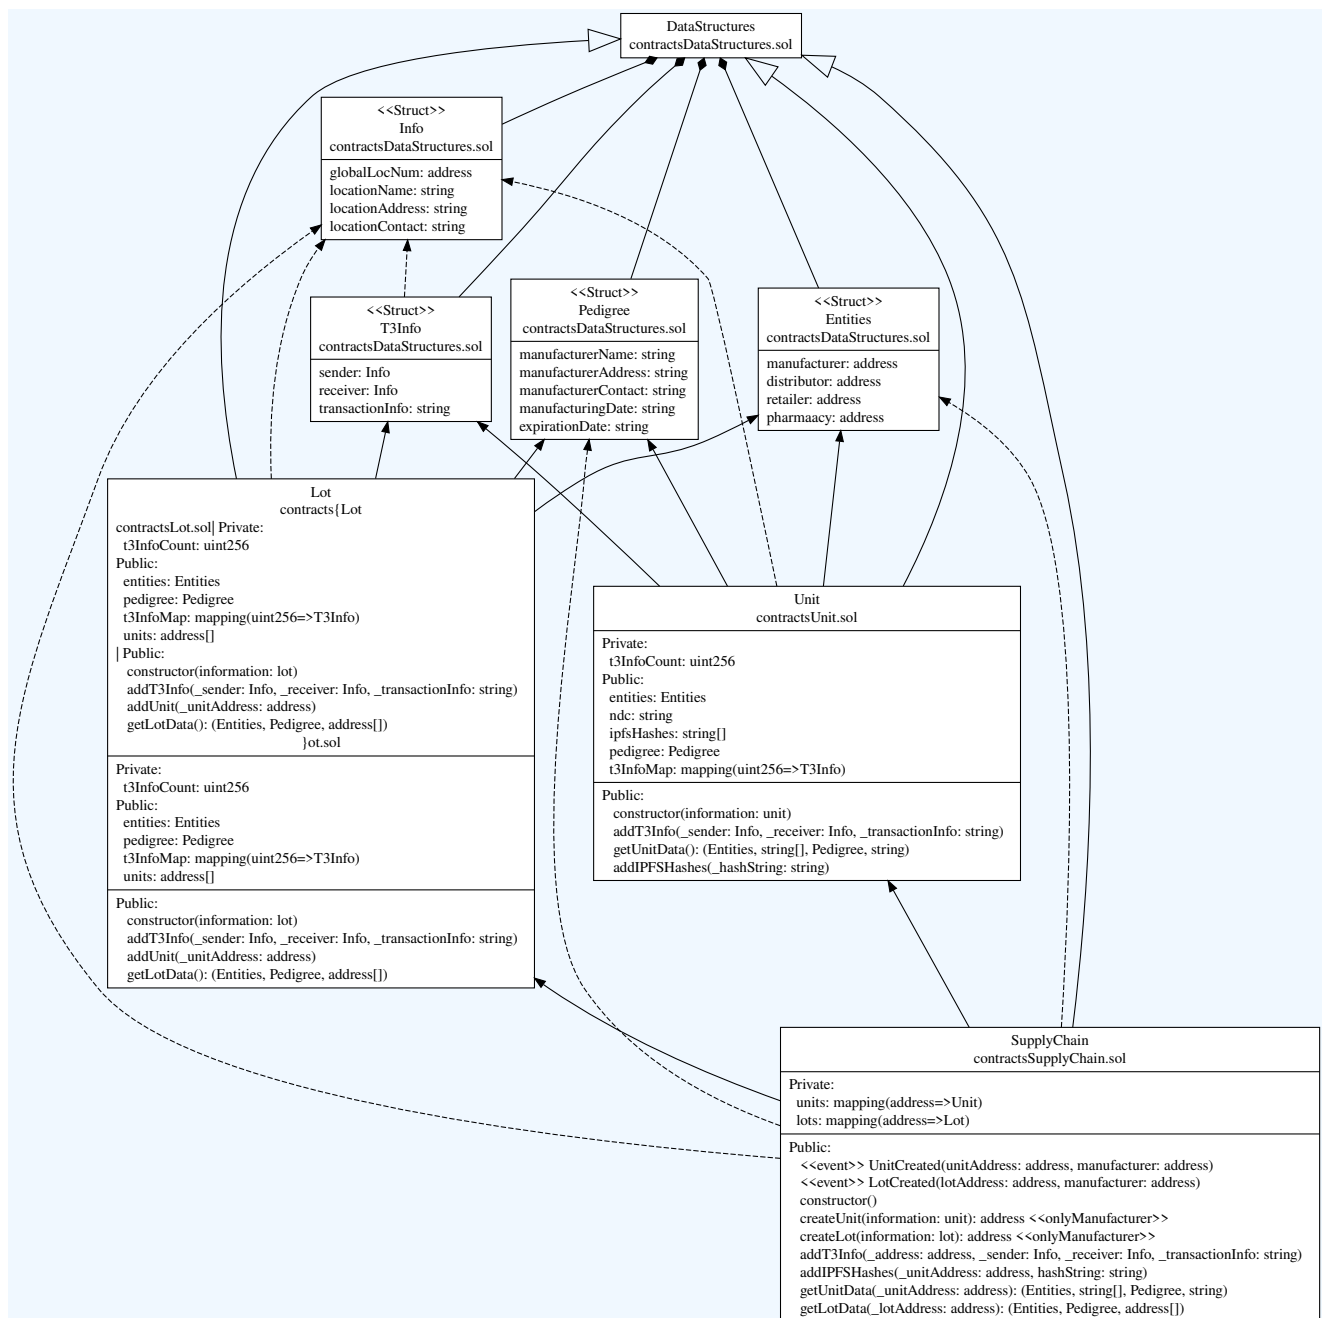 DataStructures
contractsDataStructures.sol
<<Struct>>
Info
contractsDataStructures.sol
globalLocNum: address
locationName: string
locationAddress: string
locationContact: string
<<Struct>>
T3Info
contractsDataStructures.sol
sender: Info
receiver: Info
transactionInfo: string
<<Struct>>
Pedigree
contractsDataStructures.sol
manufacturerName: string
manufacturerAddress: string
manufacturerContact: string
manufacturingDate: string
expirationDate: string
<<Struct>>
Entities
contractsDataStructures.sol
manufacturer: address
distributor: address
retailer: address
pharmaacy: address
Lot
contracts{Lot
contractsLot.sol| Private:
t3InfoCount: uint256
Public:
entities: Entities
pedigree: Pedigree
t3InfoMap: mapping(uint256=>T3Info)
units: address[]
| Public:
constructor(information: lot)
addT3Info(_sender: Info, _receiver: Info, _transactionInfo: string)
addUnit(_unitAddress: address)
getLotData(): (Entities, Pedigree, address[])
}ot.sol
Private:
t3InfoCount: uint256
Public:
entities: Entities
pedigree: Pedigree
t3InfoMap: mapping(uint256=>T3Info)
units: address[]
Public:
constructor(information: lot)
addT3Info(_sender: Info, _receiver: Info, _transactionInfo: string)
addUnit(_unitAddress: address)
getLotData(): (Entities, Pedigree, address[])
Unit
contractsUnit.sol
Private:
t3InfoCount: uint256
Public:
entities: Entities
ndc: string
ipfsHashes: string[]
pedigree: Pedigree
t3InfoMap: mapping(uint256=>T3Info)
Public:
constructor(information: unit)
addT3Info(_sender: Info, _receiver: Info, _transactionInfo: string)
getUnitData(): (Entities, string[], Pedigree, string)
addIPFSHashes(_hashString: string)
SupplyChain
contractsSupplyChain.sol
Private:
units: mapping(address=>Unit)
lots: mapping(address=>Lot)
Public:
<<event>> UnitCreated(unitAddress: address, manufacturer: address)
<<event>> LotCreated(lotAddress: address, manufacturer: address)
constructor()
createUnit(information: unit): address <<onlyManufacturer>>
createLot(information: lot): address <<onlyManufacturer>>
addT3Info(_address: address, _sender: Info, _receiver: Info, _transactionInfo: string)
addIPFSHashes(_unitAddress: address, hashString: string)
getUnitData(_unitAddress: address): (Entities, string[], Pedigree, string)
getLotData(_lotAddress: address): (Entities, Pedigree, address[])